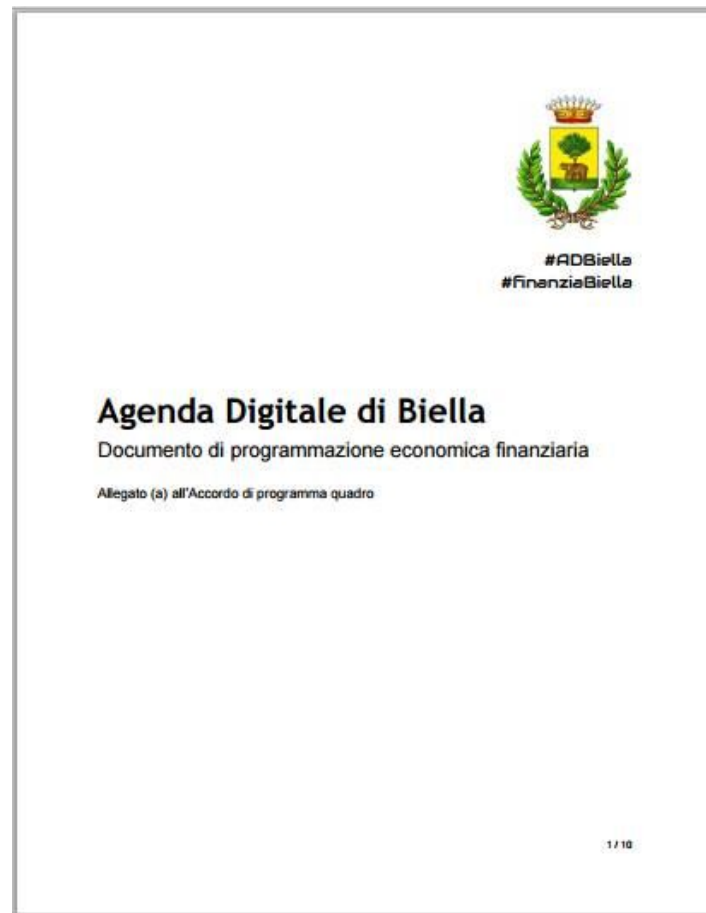 #ADBiella
#finanziaBiella
Agenda Digitale di Biella
Documento di programmazione economica finanziaria
Allegato (a) all'Accordo di programma quadro
1 / 10